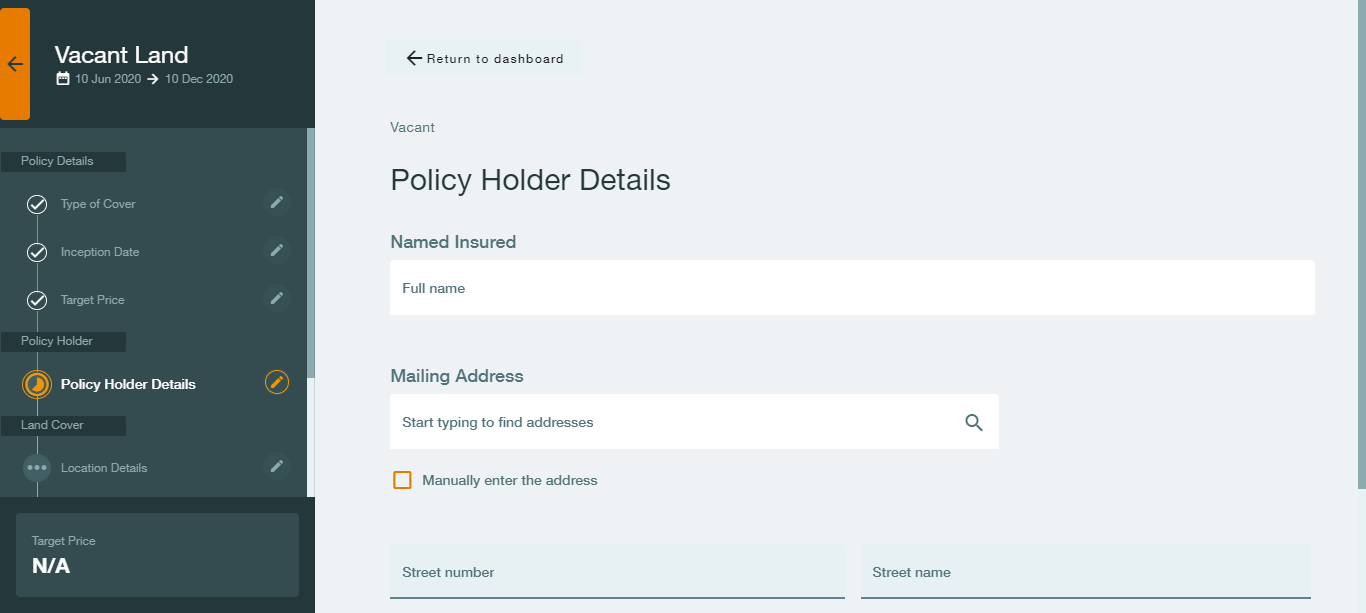 Vacant Land
10 Jun 2020 → 10 Dec 2020
Policy Details
Type of Cover
Inception Date
Target Price
Policy Holder
Policy Holder Details
Land Cover
Location Details
Target Price
N/A
Return to dashboard
Vacant
Policy Holder Details
Named Insured
Full name
Mailing Address
Start typing to find addresses
Manually enter the address
Street number Street name